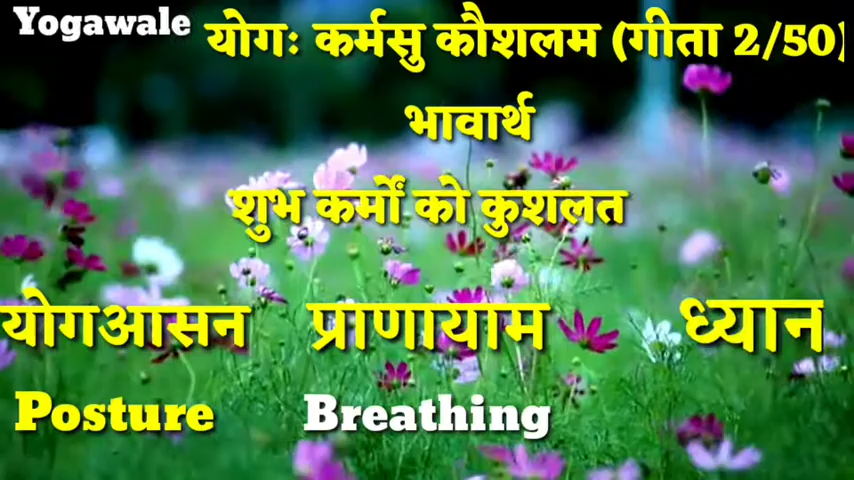 Yogawale
योगः कर्मसु कौशलम (गीता 2/50)
भावार्थ
शुभ कर्मो को कुशलत
योगआसन प्राणायाम ध्यान
Posture Breathing